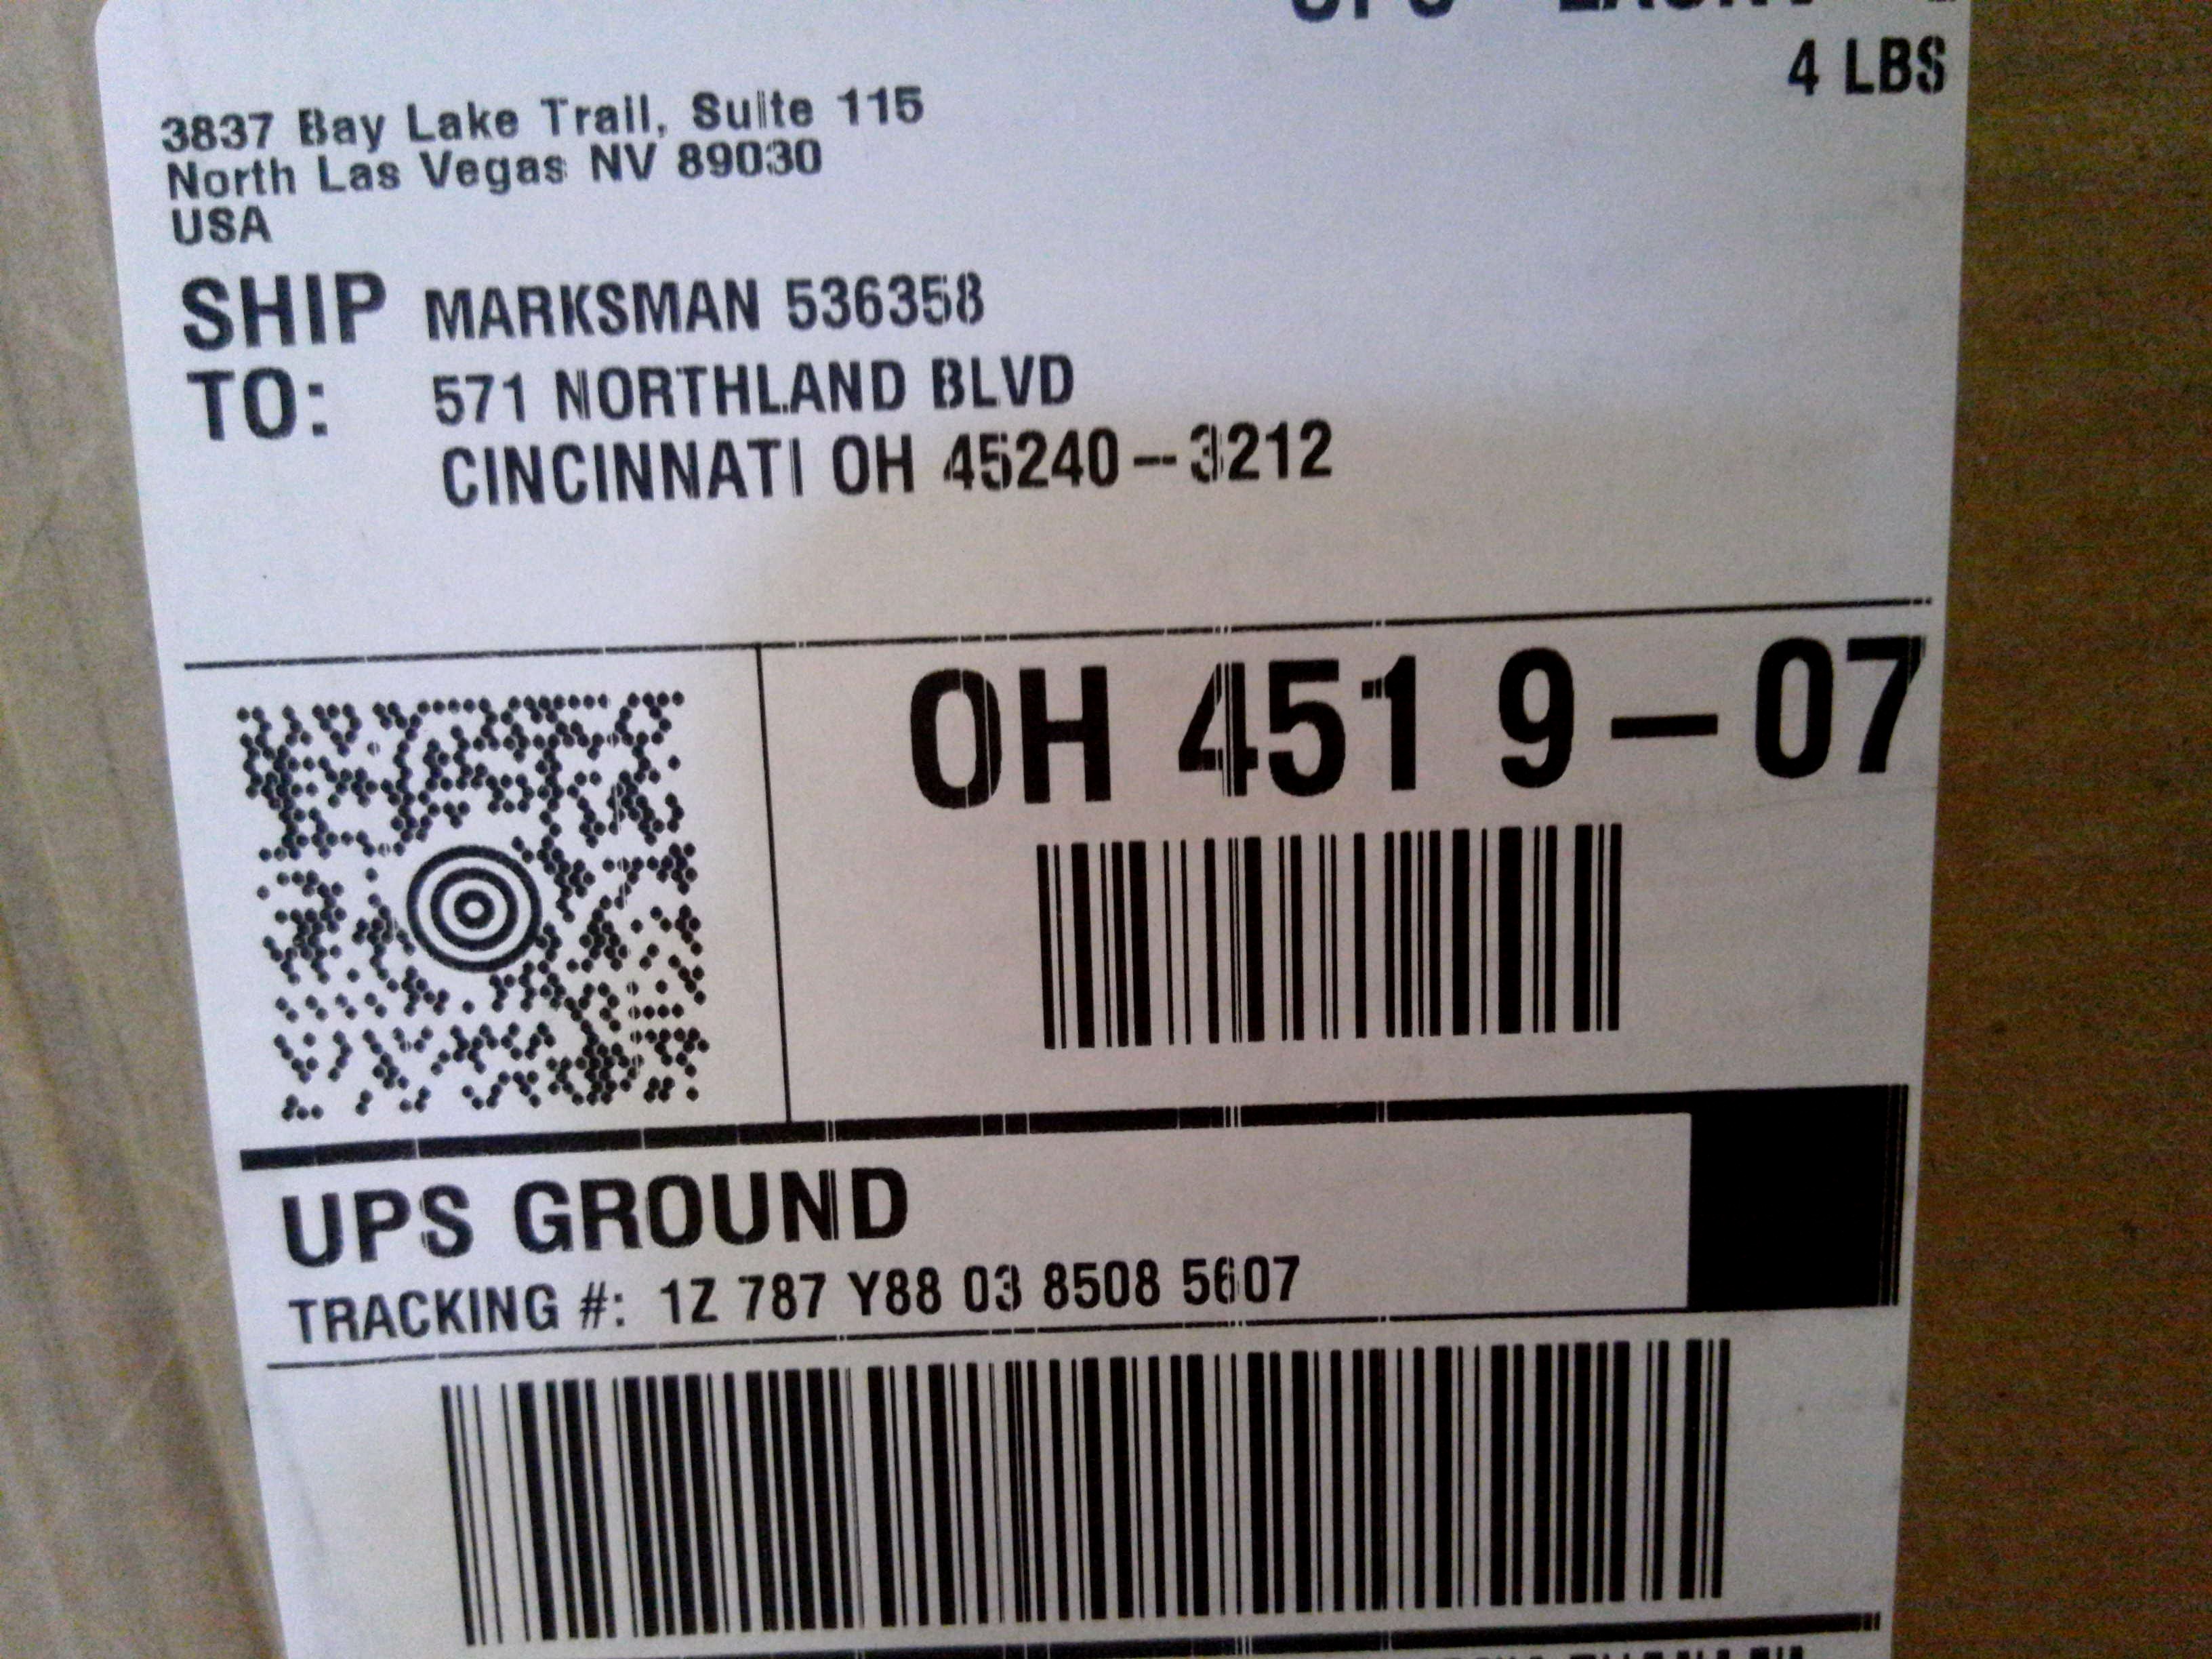 4 LBS
3837 Bay Lake Trail, Suite 115
North Las Vegas NV 89030
USA
SHIP TO:
MARKSMAN 536358
571 NORTHLAND BLVD
CINCINNATI OH 45240-3212
OH 451 9-07
UPS GROUND
TRACKING #: 1Z 787 Y88 03 8508 5607